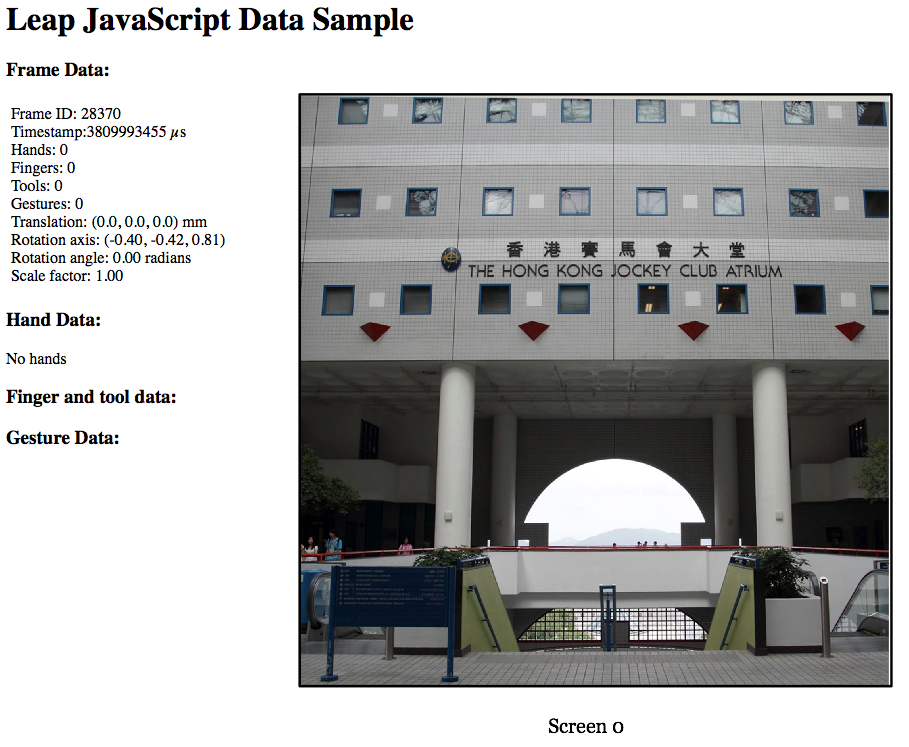 Leap JavaScript Data Sample
Frame Data:
Frame ID: 28370
Timestamp:3809993455 μs
Hands: 0
Fingers: 0
Tools: 0
Gestures: 0
Translation: (0.0, 0.0, 0.0) mm
Rotation axis: (-0.40, -0.42, 0.81)
Rotation angle: 0.00 radians
Scale factor: 1.00
Hand Data:
No hands
Finger and tool data:
Gesture Data:
香港賽馬會大堂
THE HONG KONG JOCKEY CLUB ATRIUM
Screen 0